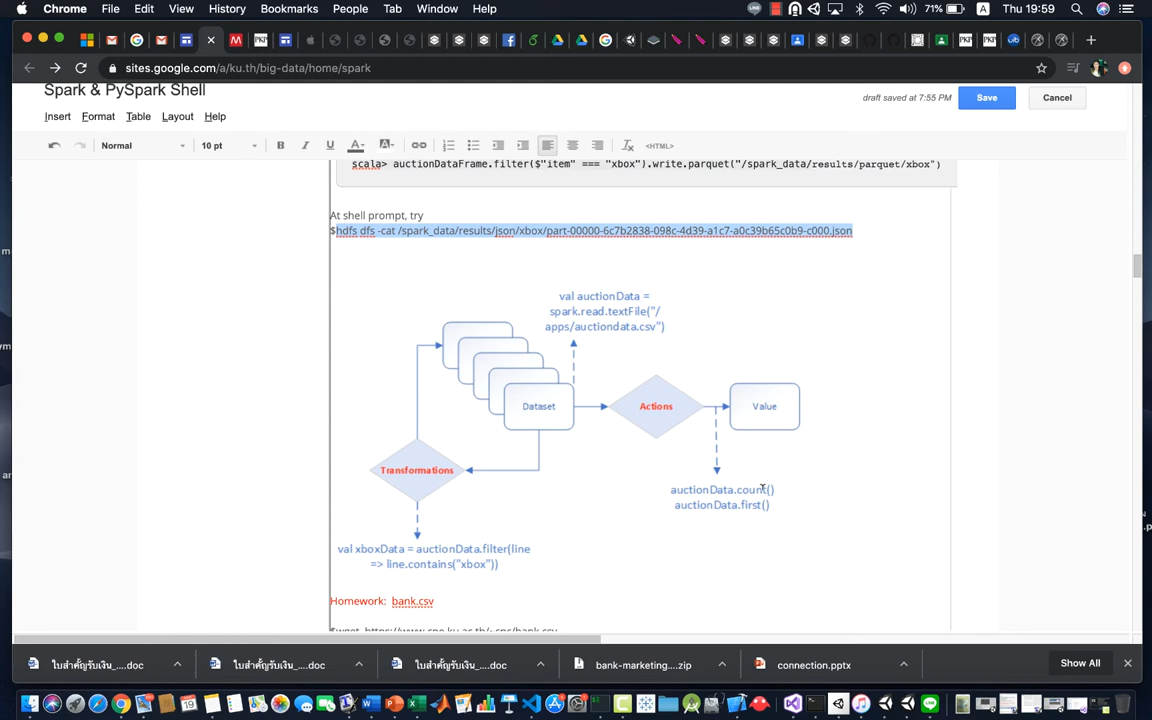 Chrome File Edit View History Bookmarks People Tab Window Help
71% A Thu 19:59
sites.google.com/a/ku.th/big-data/home/spark
Spark & PySpark Shell
draft saved at 7:55 PM Save Cancel
Insert Format Table Layout Help
Normal 10 pt B I U A A <HTML>
scala> auctionDataFrame.filter($"item" === "xbox").write.parquet("/spark_data/results/parquet/xbox")
At shell prompt, try
$hdfs dfs -cat /spark_data/results/json/xbox/part-00000-6c7b2838-098c-4d39-a1c7-a0c39b65c0b9-c000.json
val auctionData =
spark.read.textFile("/
apps/auctiondata.csv")
Dataset
Actions
Value
Transformations
auctionData.count()
auctionData.first()
val xboxData = auctionData.filter(line
=> line.contains("xbox"))
Homework: bank.csv
ใบสำคัญรับเงิน_....doc
ใบสำคัญรับเงิน_....doc
ใบสำคัญรับเงิน_....doc
bank-marketing....zip
connection.pptx
Show All